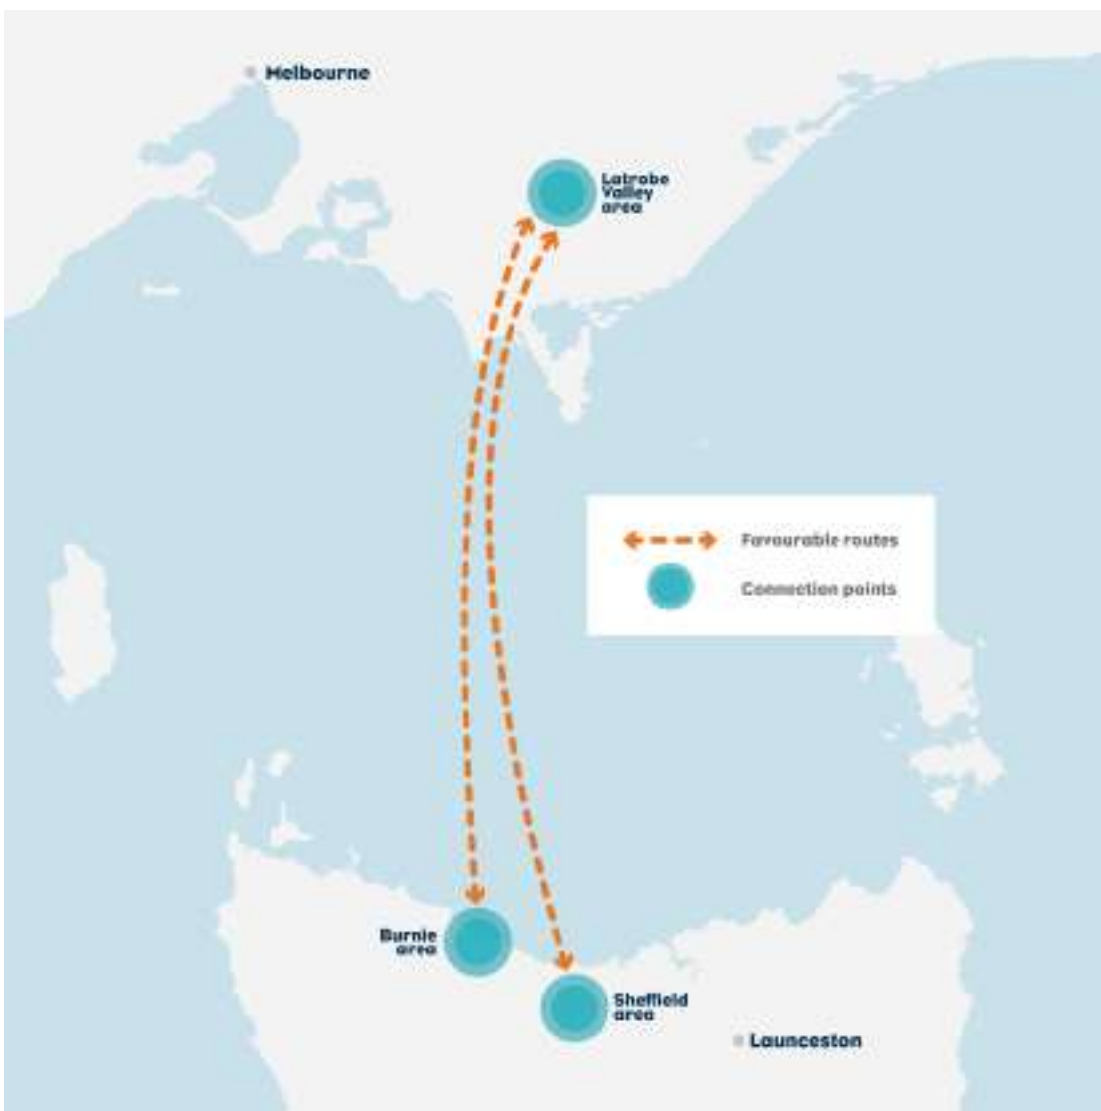 Melbourne
Latrobe
Valley
area
Favourable routes
Connection points
Burnie
area
Sheffield
area
Launceston